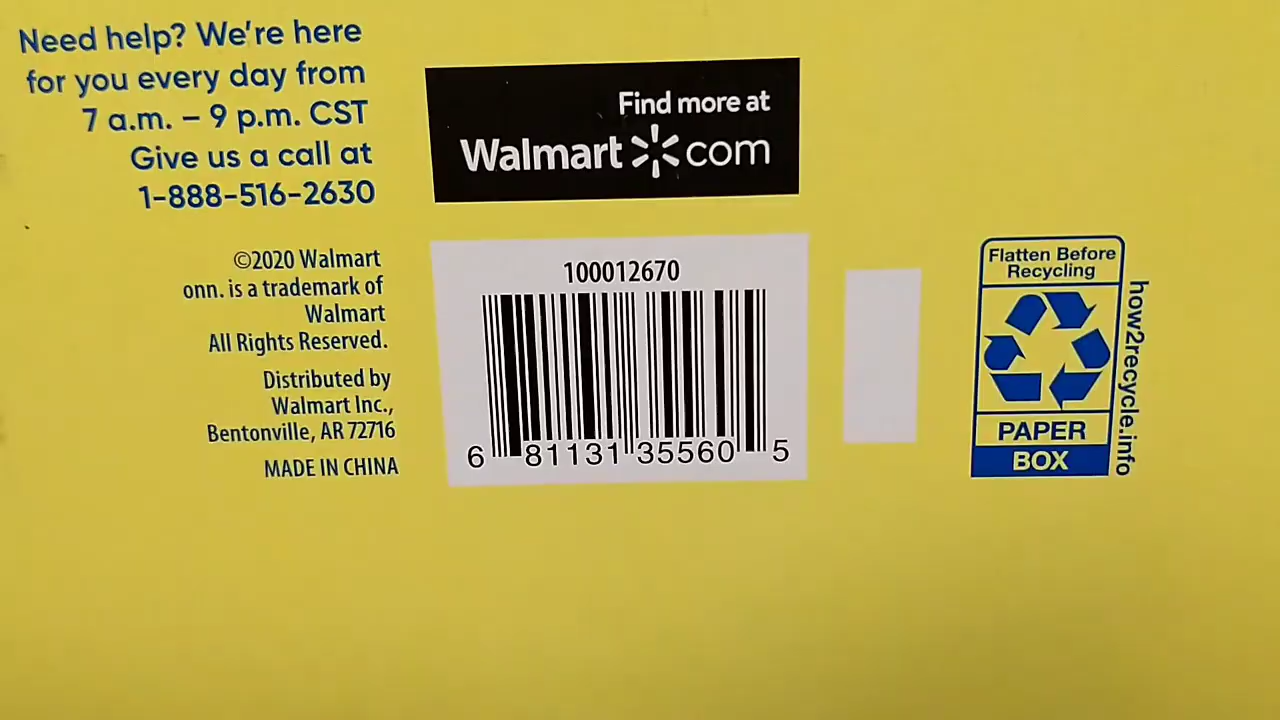 Need help? We're here
for you every day from
7 a.m. – 9 p.m. CST
Give us a call at
1-888-516-2630
©2020 Walmart
onn. is a trademark of
Walmart
All Rights Reserved.
Distributed by
Walmart Inc.,
Bentonville, AR 72716
MADE IN CHINA
Find more at
Walmart com
100012670
6 81131 35560 5
Flatten Before
Recycling
PAPER
BOX
how2recycle.info